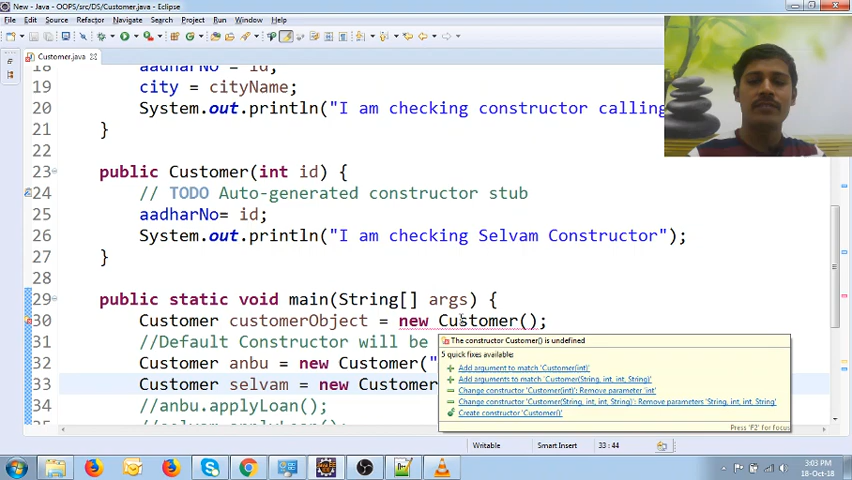 New - Java - OOPS/src/DS/Customer.java - Eclipse
File Edit Source Refactor Navigate Search Project Run Window Help
Customer.java
18 aadharNo = id;
19 city = cityName;
20 System.out.println("I am checking constructor calling
21 }
22
23 public Customer(int id) {
24 // TODO Auto-generated constructor stub
25 aadharNo= id;
26 System.out.println("I am checking Selvam Constructor");
27 }
28
29 public static void main(String[] args) {
30 Customer customerObject = new Customer();
31 //Default Constructor will be
32 Customer anbu = new Customer("
33 Customer selvam = new Customer
34 //anbu.applyLoan();
35 //selvam.applyLoan();
The constructor Customer() is undefined
5 quick fixes available:
Add argument to match 'Customer(int)'
Add arguments to match 'Customer(String, int, int, String)'
Change constructor 'Customer(int)': Remove parameter 'int'
Change constructor 'Customer(String, int, int, String)': Remove parameters 'String, int, int, String'
Create constructor 'Customer()'
Press 'F2' for focus
Writable Smart Insert 33 : 44
3:03 PM
18-Oct-18